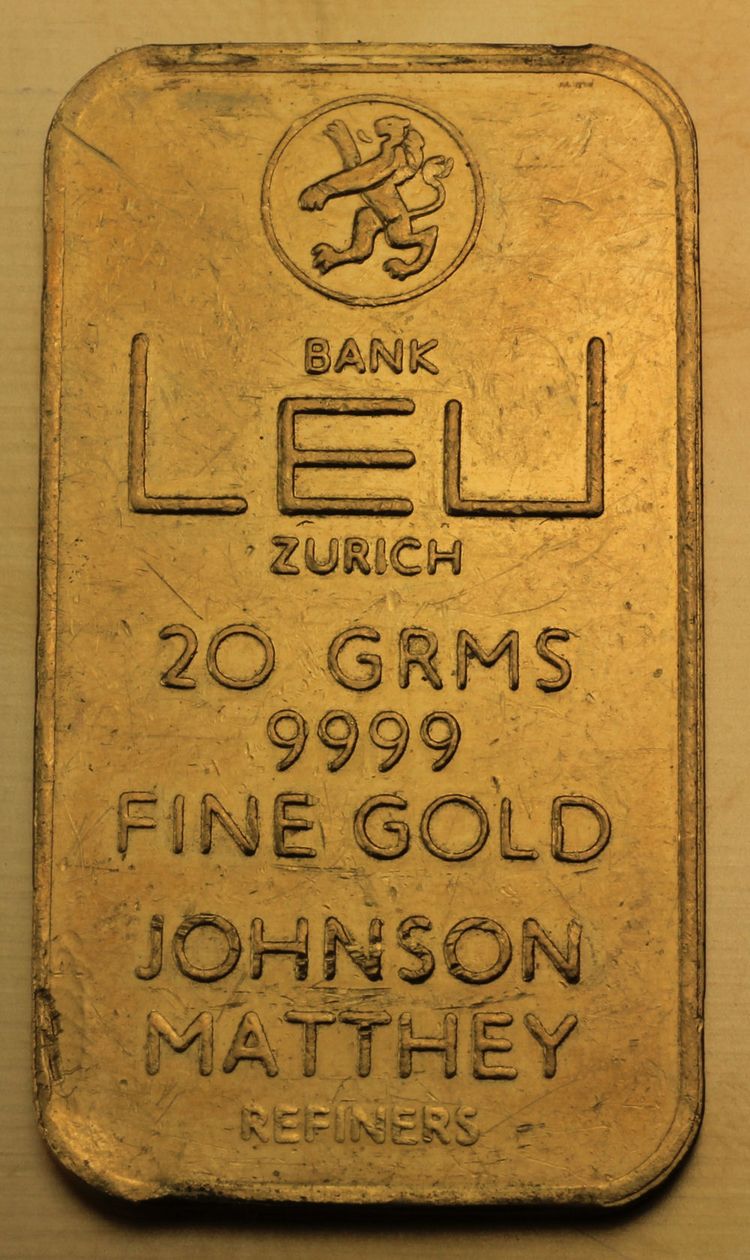 BANK
LEU
ZURICH
20 GRMS
9999
FINE GOLD
JOHNSON
MATTHEY
REFINERS